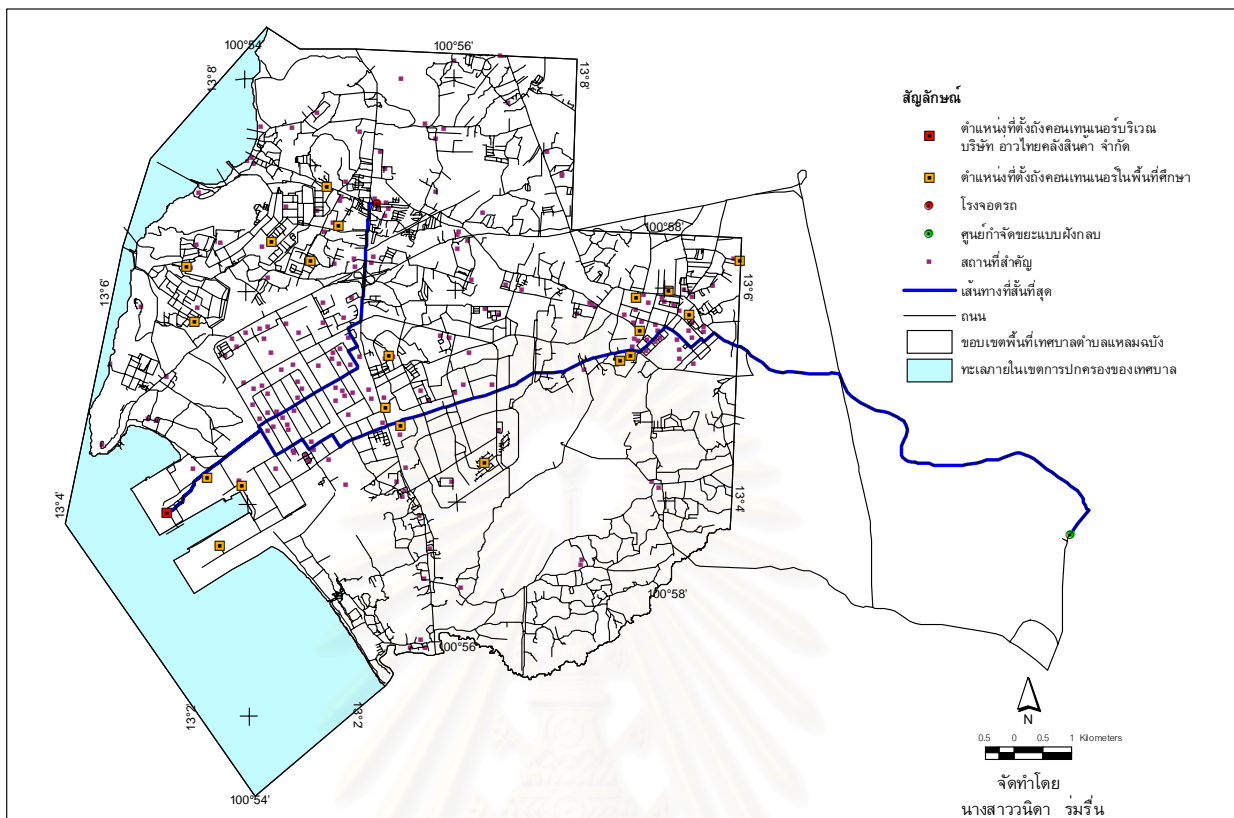 100°54'
100°56'
13°8'
13°8'
100°58'
13°6'
13°6'
13°4'
13°4'
100°58'
100°56'
13°2'
13°2'
100°54'
สัญลักษณ์
ตำแหน่งที่ตั้งถังคอนเทนเนอร์บริเวณ
บริษัท อ่าวไทยคลังสินค้า จำกัด
ตำแหน่งที่ตั้งถังคอนเทนเนอร์ในพื้นที่ศึกษา
โรงจอดรถ
ศูนย์กำจัดขยะแบบฝังกลบ
สถานที่สำคัญ
เส้นทางที่สั้นที่สุด
ถนน
ขอบเขตพื้นที่เทศบาลตำบลแหลมฉบัง
ทะเลภายในเขตการปกครองของเทศบาล
N
0.5 0 0.5 1 Kilometers
จัดทำโดย
นางสาววนิดา ร่มรื่น